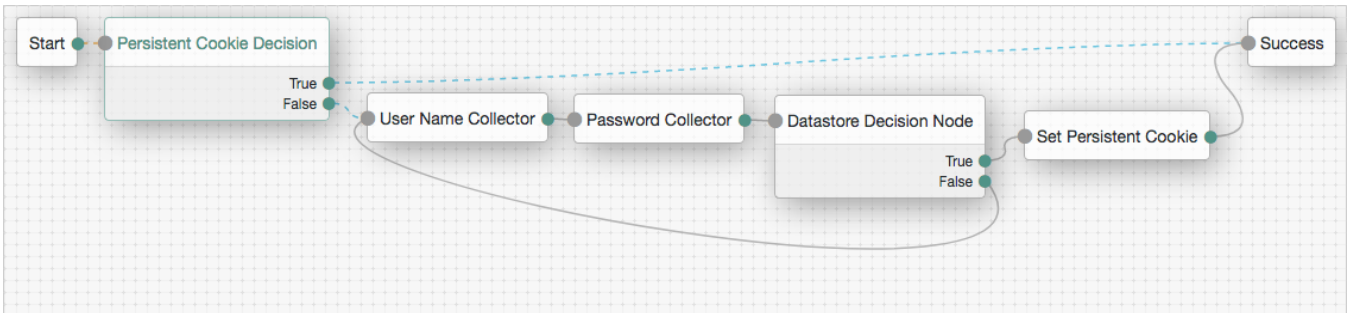 Start
Persistent Cookie Decision
True
False
User Name Collector
Password Collector
Datastore Decision Node
True
False
Set Persistent Cookie
Success